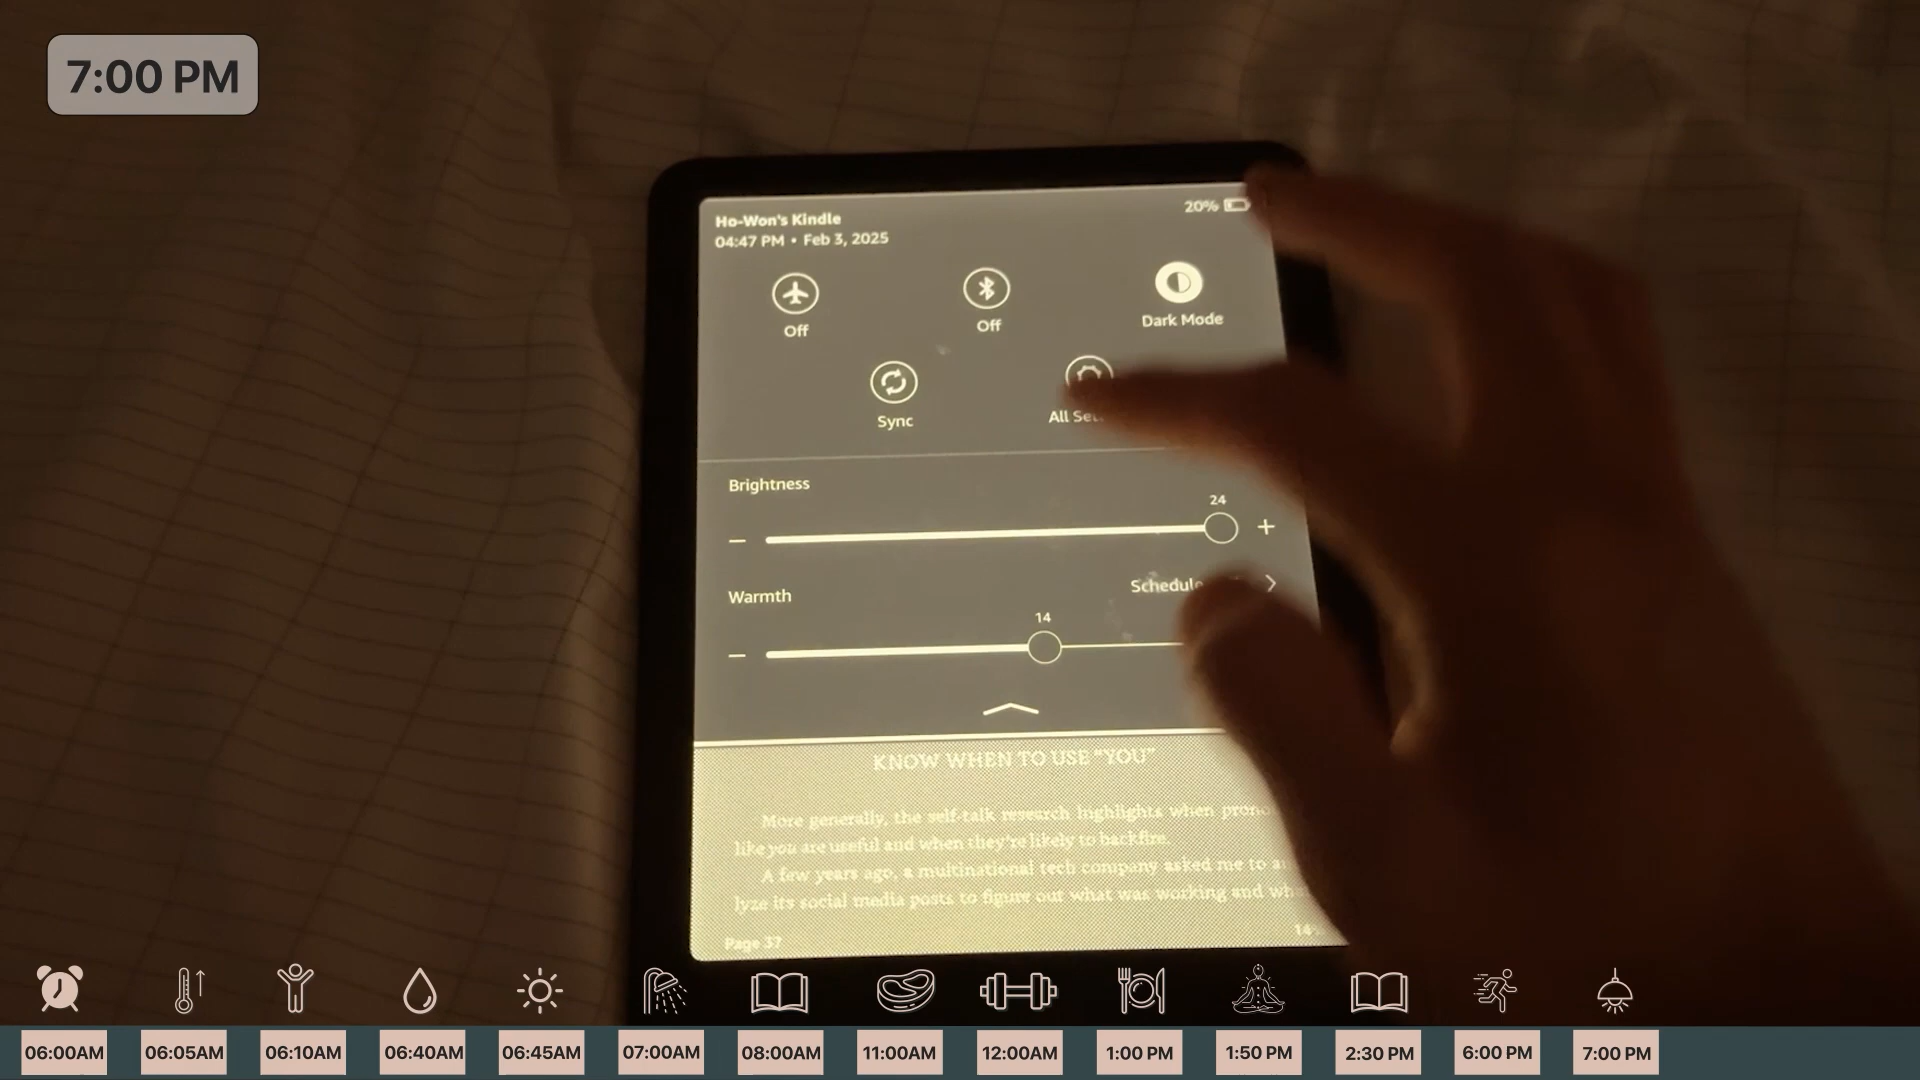 7:00 PM
Ho-Won's Kindle
20%
04:47 PM • Feb 3, 2025
Off
Off
Dark Mode
Sync
All
Brightness
24
Warmth
14
KNOW WHEN TO USE “YOU”
More generally, the self-talk research highlights when
like you are useful and when they're likely to backfire.
A few years ago, a multinational tech company asked me to
lyze its social media posts to figure out what was working and
Page 37
06:00AM
06:05AM
06:10AM
06:40AM
06:45AM
07:00AM
08:00AM
11:00AM
12:00AM
1:00 PM
1:50 PM
2:30 PM
6:00 PM
7:00 PM